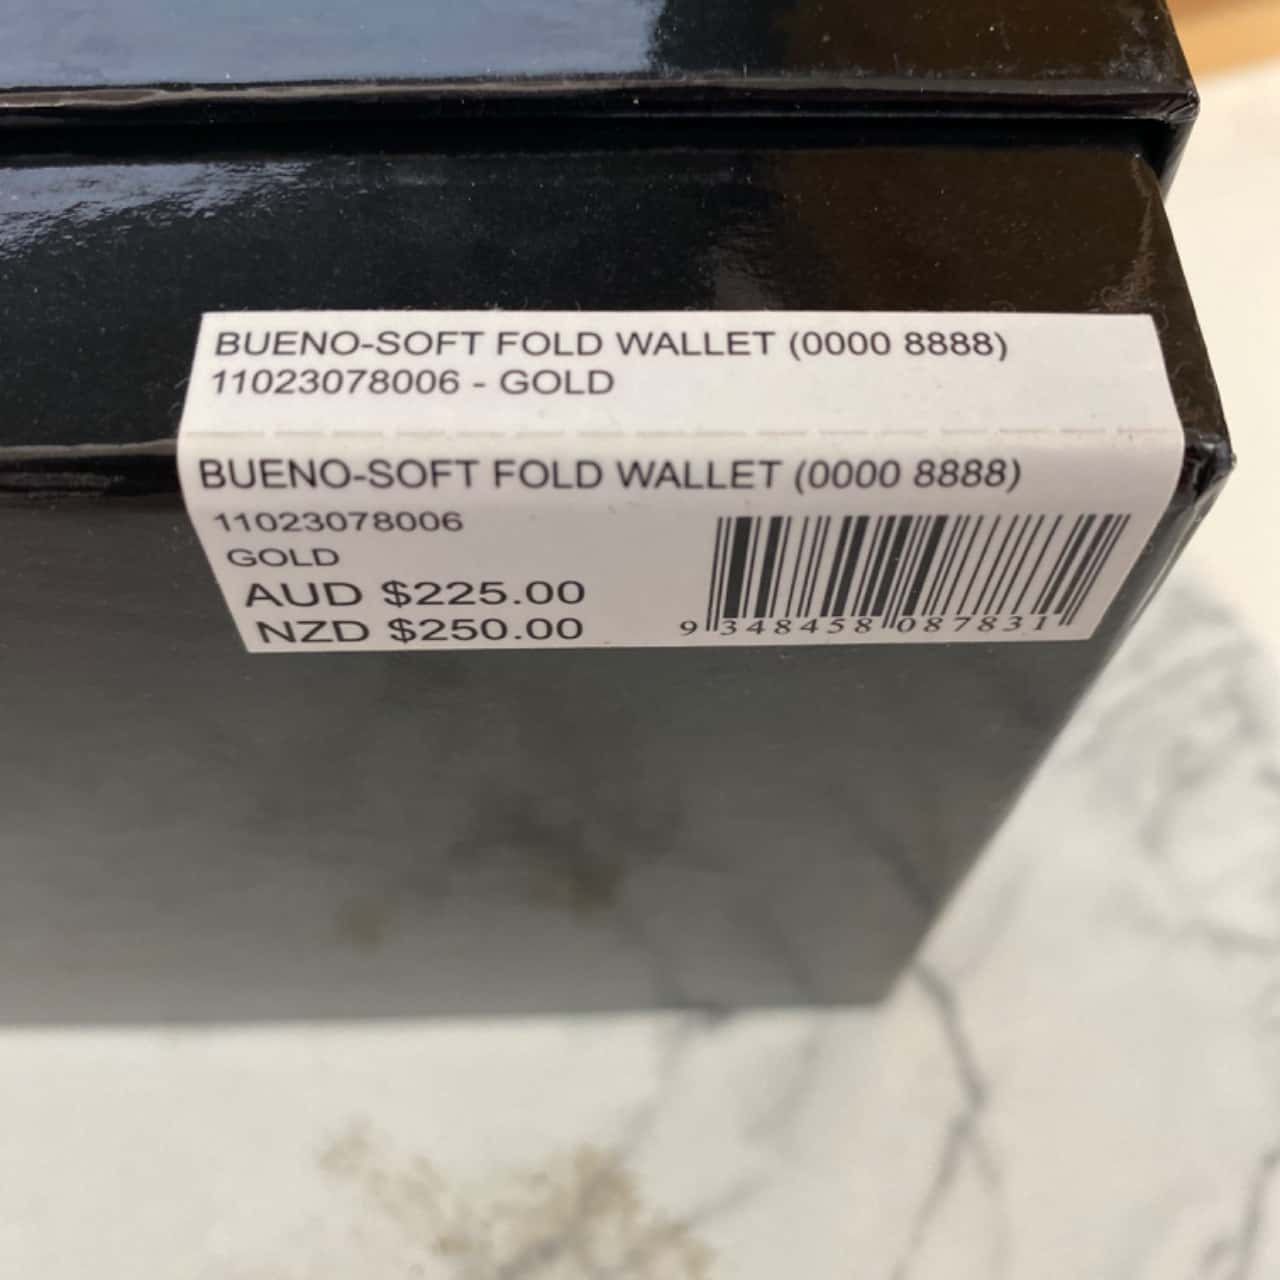 BUENO-SOFT FOLD WALLET (0000 8888)
11023078006 - GOLD
BUENO-SOFT FOLD WALLET (0000 8888)
11023078006
GOLD
AUD $225.00
NZD $250.00
9 348458 087831